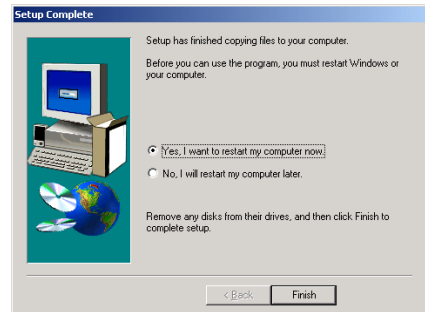 Setup Complete
Setup has finished copying files to your computer.
Before you can use the program, you must restart Windows or
your computer.
Yes, I want to restart my computer now.
No, I will restart my computer later.
Remove any disks from their drives, and then click Finish to
complete setup.
< Back
Finish